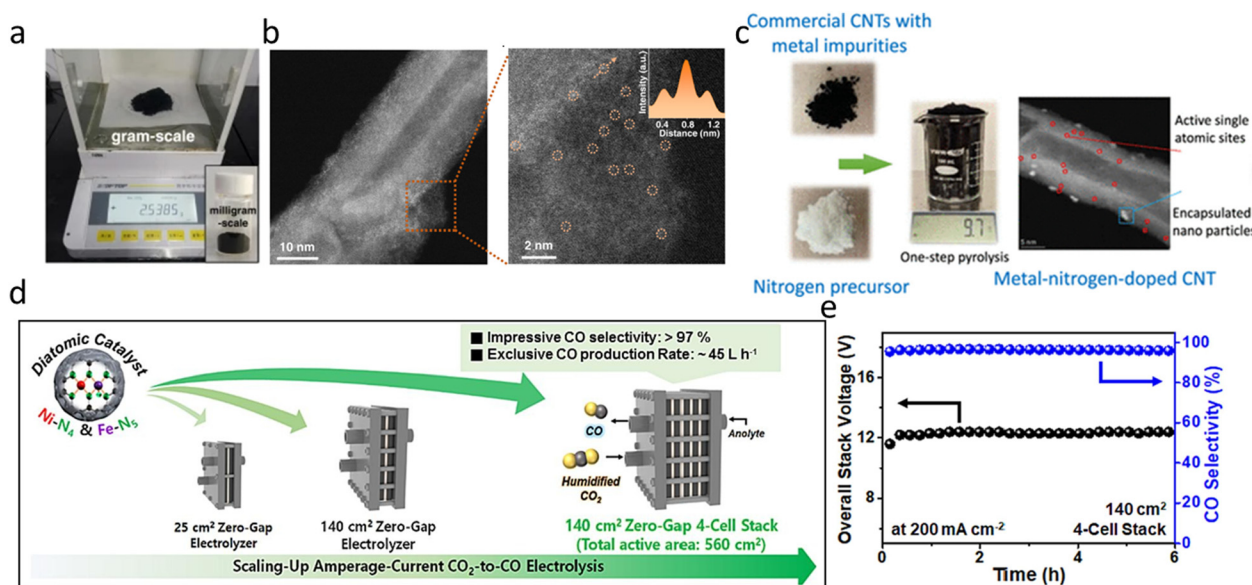 a
gram-scale
2.5385
milligram
-scale
b
10 nm
2 nm
Intensity (a.u.)
0.4 0.8 1.2
Distance (nm)
c
Commercial CNTs with
metal impurities
Nitrogen precursor
9.7
One-step pyrolysis
Active single
atomic sites
Encapsulated
nano particles
5 nm
Metal-nitrogen-doped CNT
d
Diatomic Catalyst
Ni-N4 & Fe-N5
■ Impressive CO selectivity: > 97 %
■ Exclusive CO production Rate: ~ 45 L h⁻¹
CO
Humidified
CO₂
Anolyte
25 cm² Zero-Gap
Electrolyzer
140 cm² Zero-Gap
Electrolyzer
140 cm² Zero-Gap 4-Cell Stack
(Total active area: 560 cm²)
Scaling-Up Amperage-Current CO₂-to-CO Electrolysis
e
Overall Stack Voltage (V)
16
12
8
CO Selectivity (%)
100
80
60
40
20
0
at 200 mA cm⁻²
140 cm²
4-Cell Stack
0 2 4 6
Time (h)